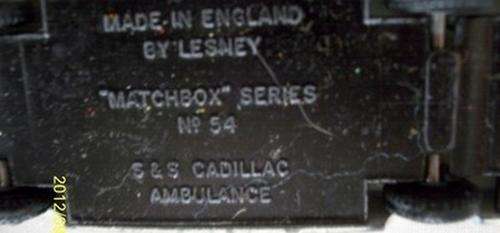 MADE IN ENGLAND
BY LESNEY
"MATCHBOX" SERIES
Nº 54
S & S CADILLAC
AMBULANCE